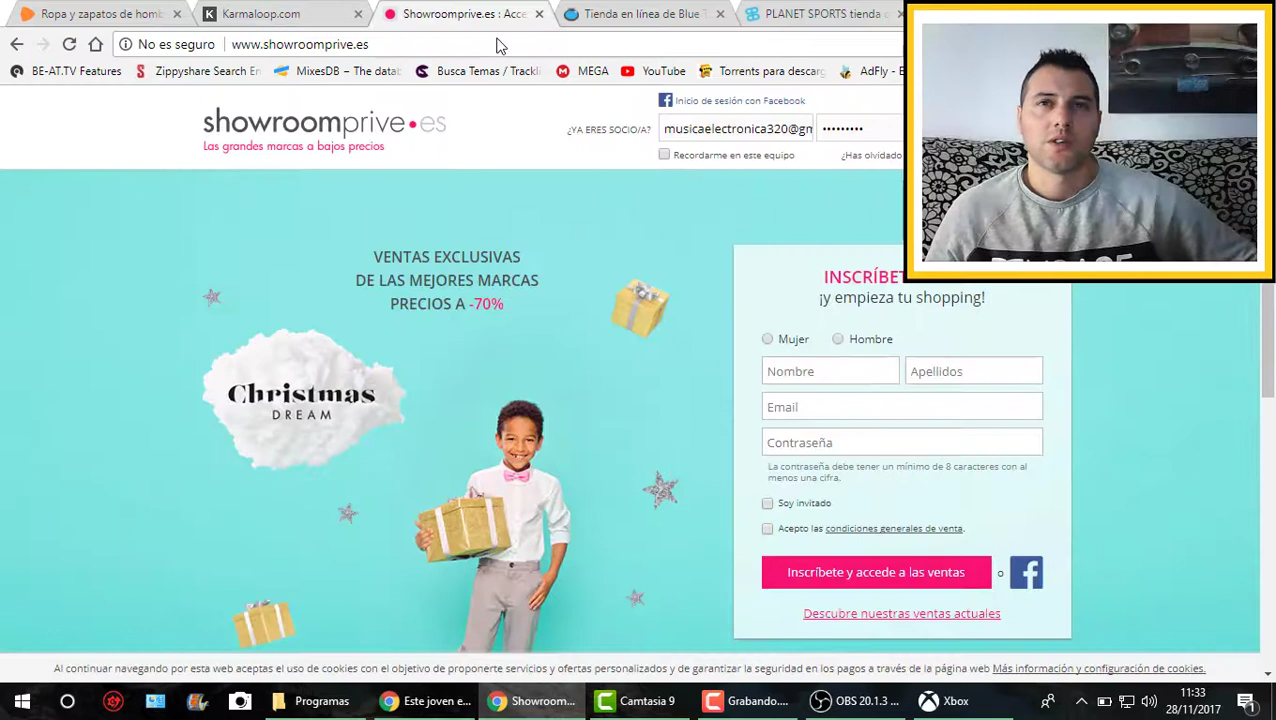 Ropa y zapatos de homb
Karmaloop.com
Showroomprive.es : Acce
Tienda en línea de Blue T
PLANET SPORTS tienda
No es seguro
www.showroomprive.es
BE-AT.TV Features
Zippyshare Search En
MixesDB – The datab
Busca Temas / Trackli
MEGA
YouTube
Torrents para descarg
AdFly - E
showroomprive•es
Las grandes marcas a bajos precios
Inicio de sesión con Facebook
¿YA ERES SOCIO/A?
musicaelectronica320@gm
••••••••
Recordarme en este equipo
¿Has olvidado
VENTAS EXCLUSIVAS
DE LAS MEJORES MARCAS
PRECIOS A -70%
Christmas
DREAM
INSCRÍBE
¡y empieza tu shopping!
Mujer
Hombre
Nombre
Apellidos
Email
Contraseña
La contraseña debe tener un mínimo de 8 caracteres con al
menos una cifra.
Soy invitado
Acepto las condiciones generales de venta.
Inscríbete y accede a las ventas
o
Descubre nuestras ventas actuales
Al continuar navegando por esta web aceptas el uso de cookies con el objetivo de proponerte servicios y ofertas personalizados y de garantizar la seguridad en los pagos a través de la página web Más información y configuración de cookies.
Programas
Este joven e...
Showroom...
Camtasia 9
Grabando....
OBS 20.1.3 ...
Xbox
11:33
28/11/2017